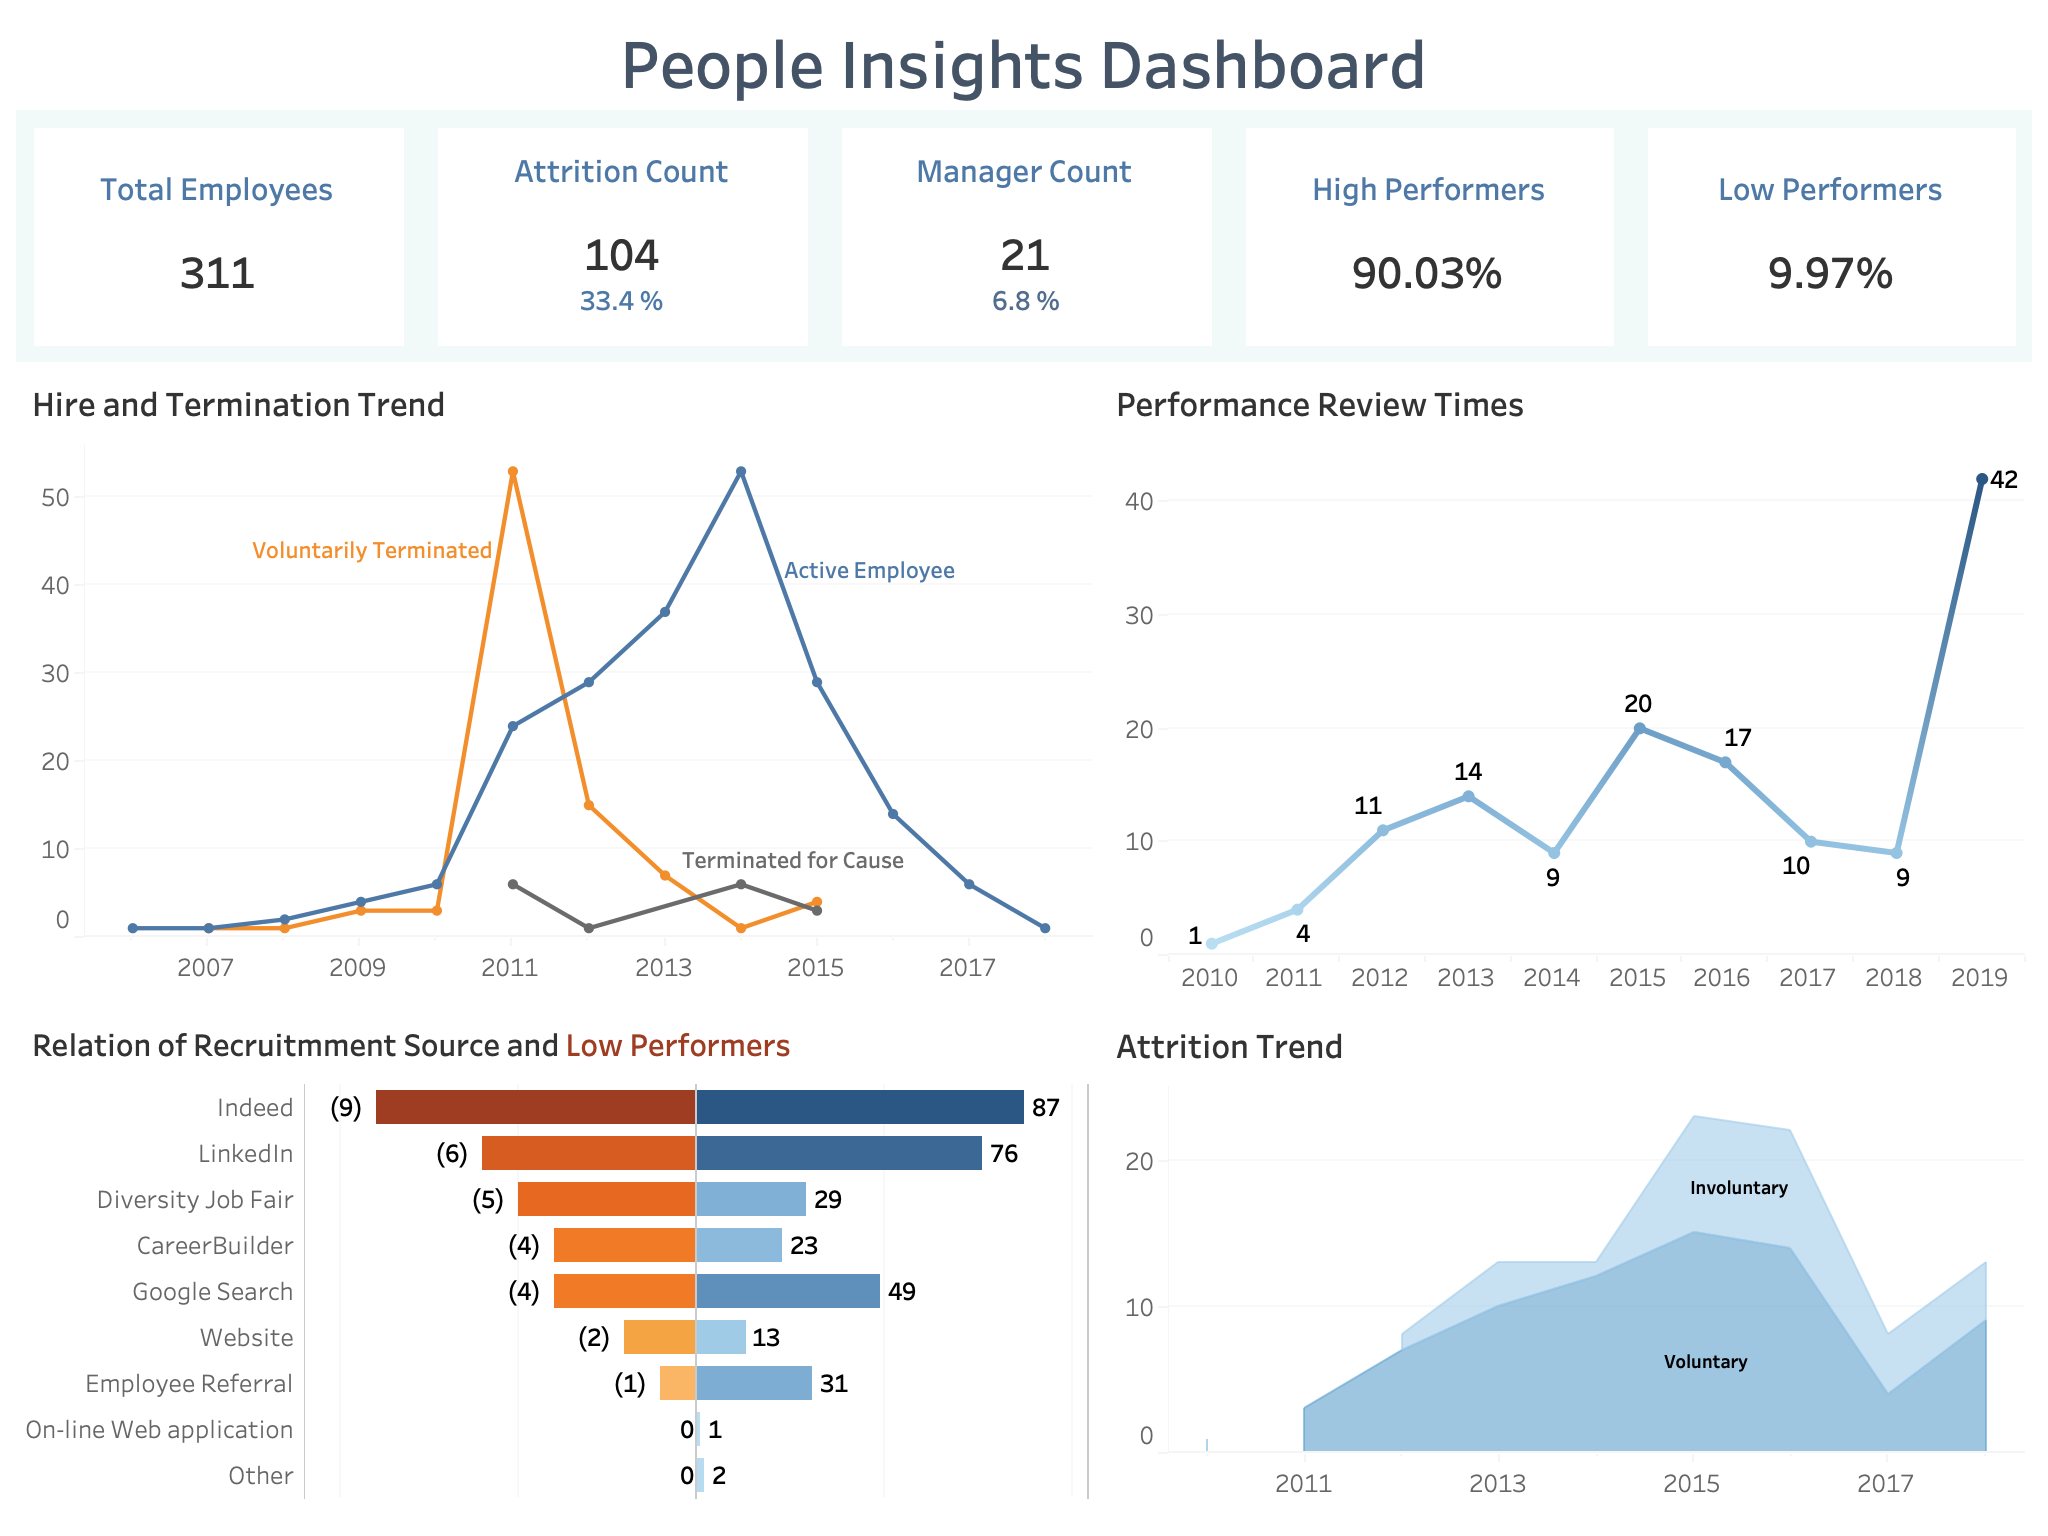 People Insights Dashboard
Total Employees
311
Attrition Count
104
33.4 %
Manager Count
21
6.8 %
High Performers
90.03%
Low Performers
9.97%
Hire and Termination Trend
50
40
30
20
10
0
Voluntarily Terminated
Active Employee
Terminated for Cause
2007 2009 2011 2013 2015 2017
Performance Review Times
40
30
20
10
0
1
4
11
14
9
20
17
10
9
42
2010 2011 2012 2013 2014 2015 2016 2017 2018 2019
Relation of Recruitmment Source and Low Performers
Indeed (9) 87
LinkedIn (6) 76
Diversity Job Fair (5) 29
CareerBuilder (4) 23
Google Search (4) 49
Website (2) 13
Employee Referral (1) 31
On-line Web application 0 1
Other 0 2
Attrition Trend
20
10
0
Involuntary
Voluntary
2011 2013 2015 2017